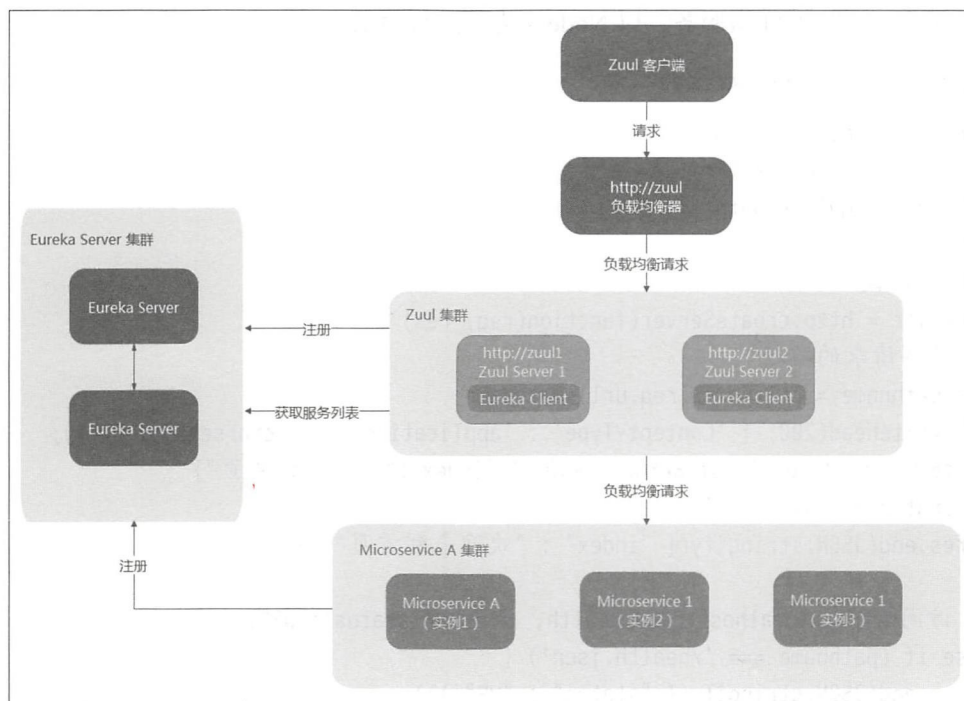 Zuul 客户端
请求
http://zuul
负载均衡器
负载均衡请求
Eureka Server 集群
Eureka Server
Eureka Server
注册
获取服务列表
Zuul 集群
http://zuul1
Zuul Server 1
Eureka Client
http://zuul2
Zuul Server 2
Eureka Client
负载均衡请求
注册
Microservice A 集群
Microservice A
（实例1）
Microservice 1
（实例2）
Microservice 1
（实例3）